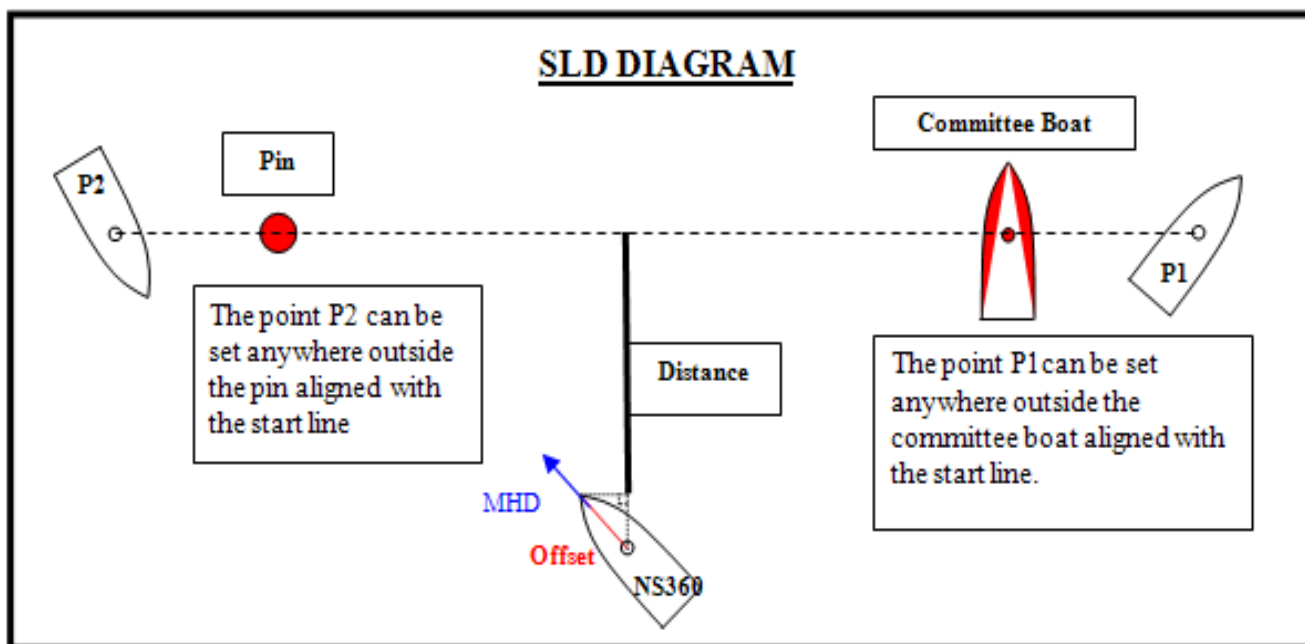 SLD DIAGRAM
Committee Boat
Pin
P2
P1
The point P2 can be
set anywhere outside
the pin aligned with
the start line
Distance
The point P1can be set
anywhere outside the
committee boat aligned with
the start line.
MHD
Offset
NS360